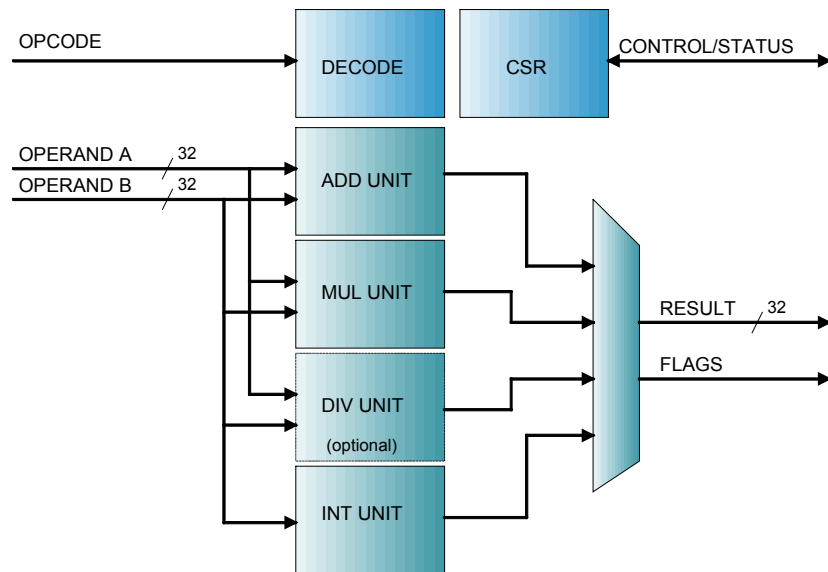 OPCODE
DECODE
CSR
CONTROL/STATUS
OPERAND A
32
OPERAND B
32
ADD UNIT
MUL UNIT
RESULT
32
FLAGS
DIV UNIT
(optional)
INT UNIT